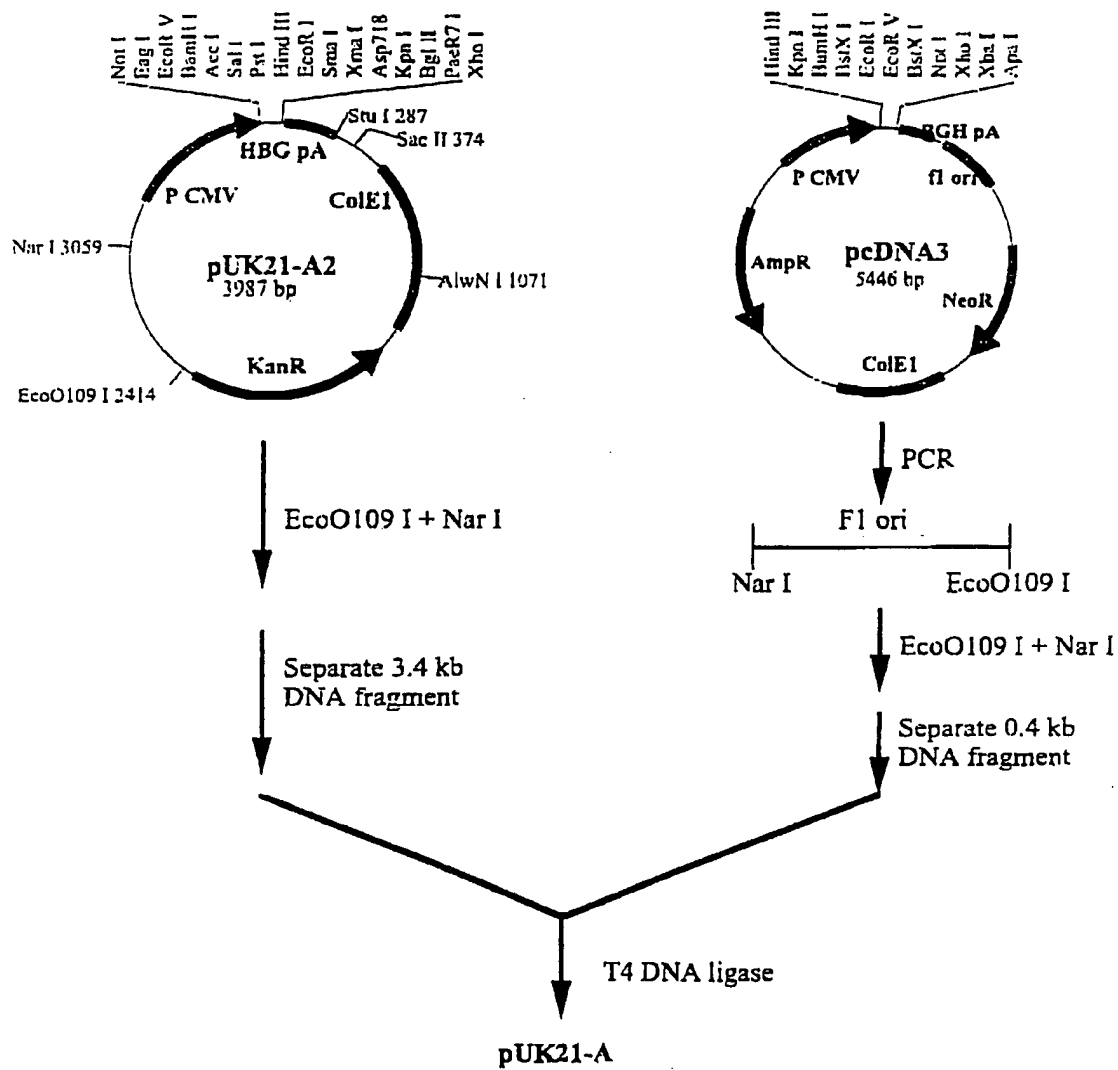 Not I
Eag I
EcoR V
BamH I
Acc I
Sal I
Pst I
Hind III
EcoR I
Sma I
Xma I
Asp718
Kpn I
Bgl II
PaeR7 I
Xho I
Stu I 287
Sac II 374
HBG pA
P CMV
ColE1
Nar I 3059
pUK21-A2
3987 bp
AlwN I 1071
KanR
EcoO109 I 2414
Hind III
Kpn I
BamH I
BstX I
EcoR I
EcoR V
BstX I
Not I
Xho I
Xba I
Apa I
BGH pA
P CMV
f1 ori
AmpR
pcDNA3
5446 bp
NeoR
ColE1
EcoO109 I + Nar I
Separate 3.4 kb
DNA fragment
PCR
F1 ori
Nar I
EcoO109 I
EcoO109 I + Nar I
Separate 0.4 kb
DNA fragment
T4 DNA ligase
pUK21-A